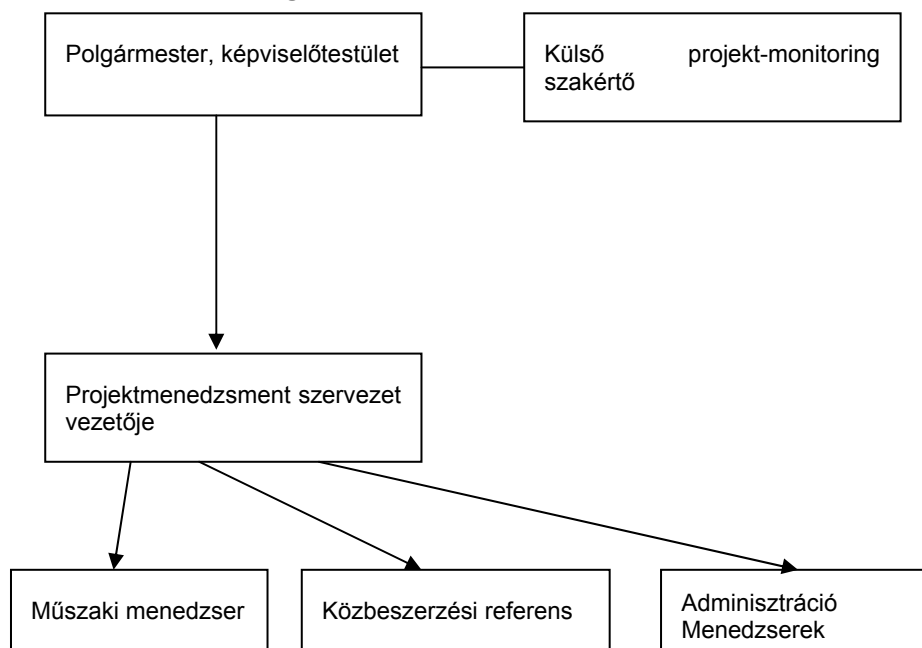 Polgármester, képviselőtestület
Külső projekt-monitoring
szakértő
Projektmenedzsment szervezet
vezetője
Műszaki menedzser
Közbeszerzési referens
Adminisztráció
Menedzserek